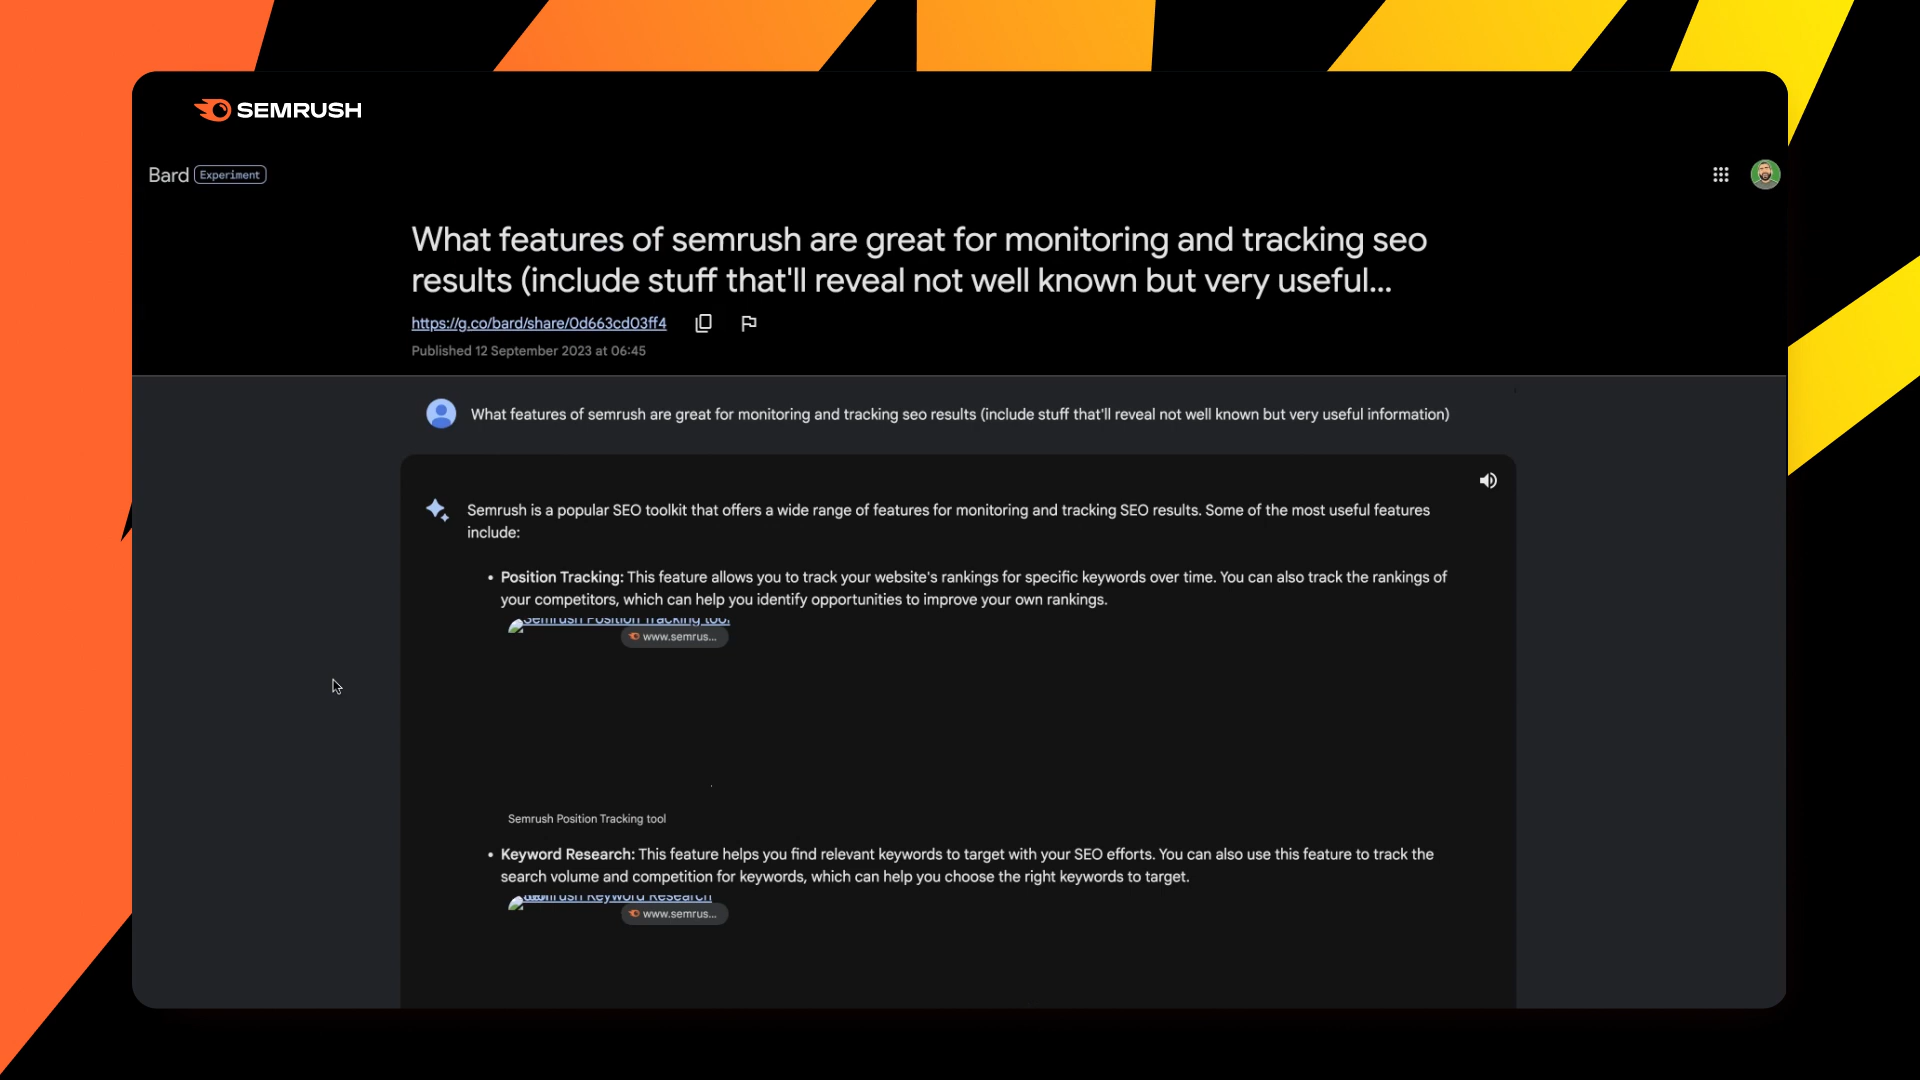 SEMRUSH
Bard Experiment
What features of semrush are great for monitoring and tracking seo
results (include stuff that'll reveal not well known but very useful...
https://g.co/bard/share/0d663cd03ff4
Published 12 September 2023 at 06:45
What features of semrush are great for monitoring and tracking seo results (include stuff that'll reveal not well known but very useful information)
Semrush is a popular SEO toolkit that offers a wide range of features for monitoring and tracking SEO results. Some of the most useful features
include:
• Position Tracking: This feature allows you to track your website's rankings for specific keywords over time. You can also track the rankings of
your competitors, which can help you identify opportunities to improve your own rankings.
Semrush Position Tracking tool
www.semrus...
Semrush Position Tracking tool
• Keyword Research: This feature helps you find relevant keywords to target with your SEO efforts. You can also use this feature to track the
search volume and competition for keywords, which can help you choose the right keywords to target.
Semrush Keyword Research
www.semrus...